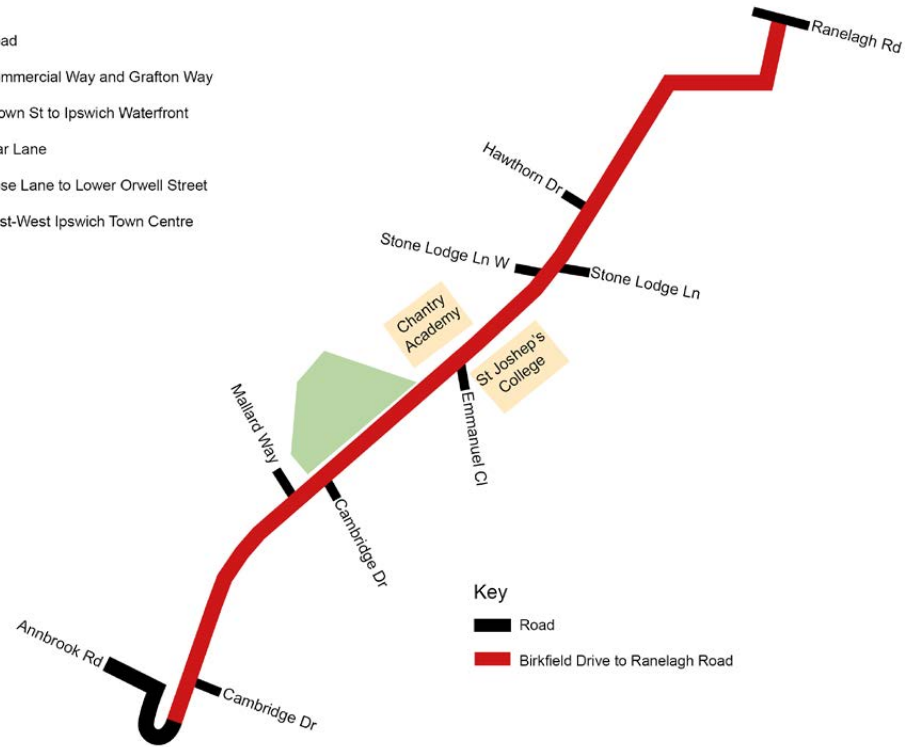 Ranelagh Rd
ad
mmercial Way and Grafton Way
own St to Ipswich Waterfront
ar Lane
se Lane to Lower Orwell Street
st-West Ipswich Town Centre
Hawthorn Dr
Stone Lodge Ln W
Stone Lodge Ln
Chantry
Academy
St Joshep's
College
Mallard Way
Emmanuel Cl
Cambridge Dr
Key
Road
Birkfield Drive to Ranelagh Road
Annbrook Rd
Cambridge Dr